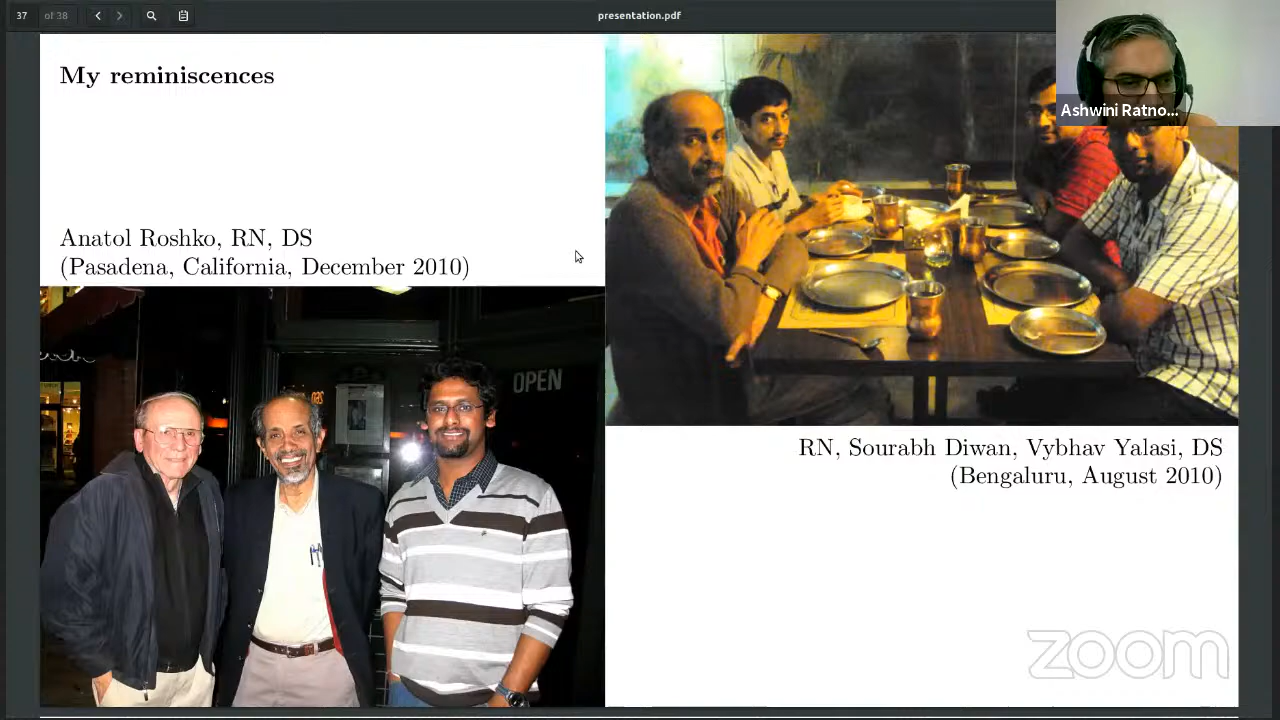 37 of 38
presentation.pdf
Ashwini Ratno...
My reminiscences
Anatol Roshko, RN, DS
(Pasadena, California, December 2010)
OPEN
RN, Sourabh Diwan, Vybhav Yalasi, DS
(Bengaluru, August 2010)
zoom